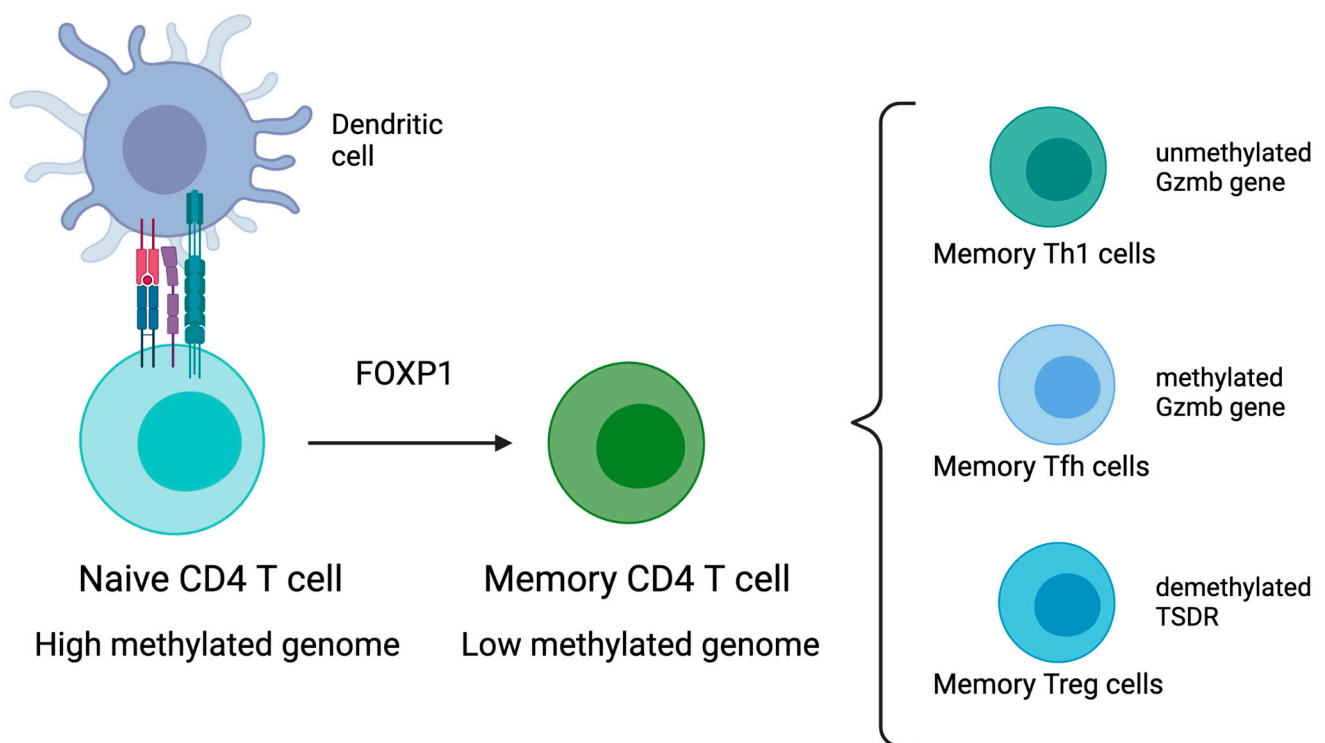 Dendritic
cell
FOXP1
Naive CD4 T cell
High methylated genome
Memory CD4 T cell
Low methylated genome
unmethylated
Gzmb gene
Memory Th1 cells
methylated
Gzmb gene
Memory Tfh cells
demethylated
TSDR
Memory Treg cells